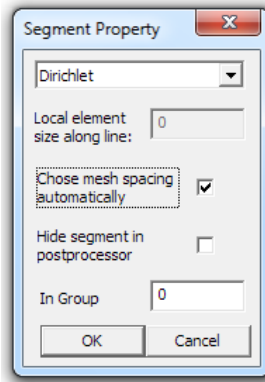 Segment Property
Dirichlet
Local element
size along line:
0
Chose mesh spacing
automatically
Hide segment in
postprocessor
In Group
0
OK
Cancel